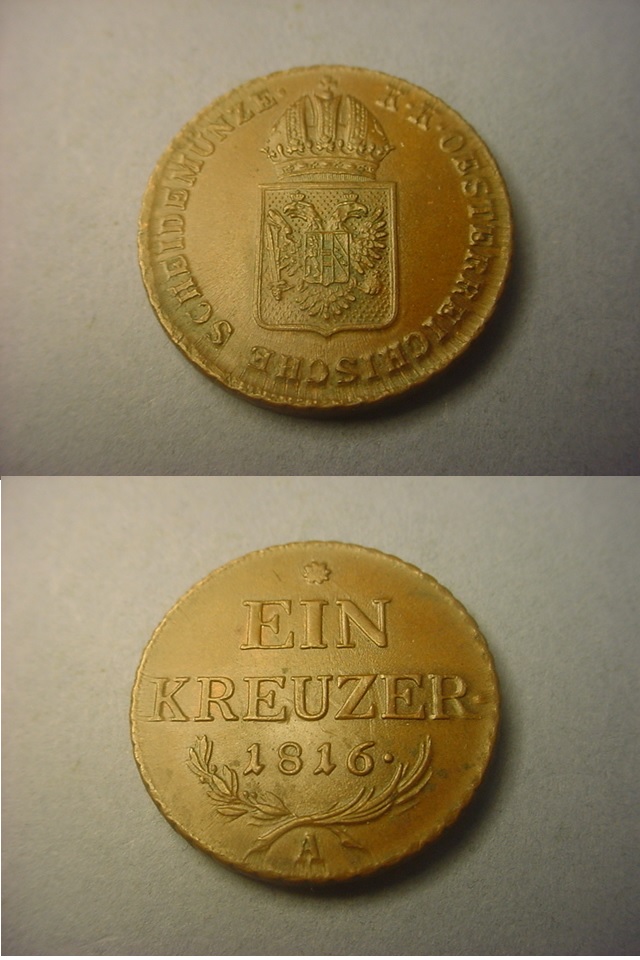 K·K·OESTERREICHISCHE SCHEIDEMÜNZE·
EIN
KREUZER·
1816·
A